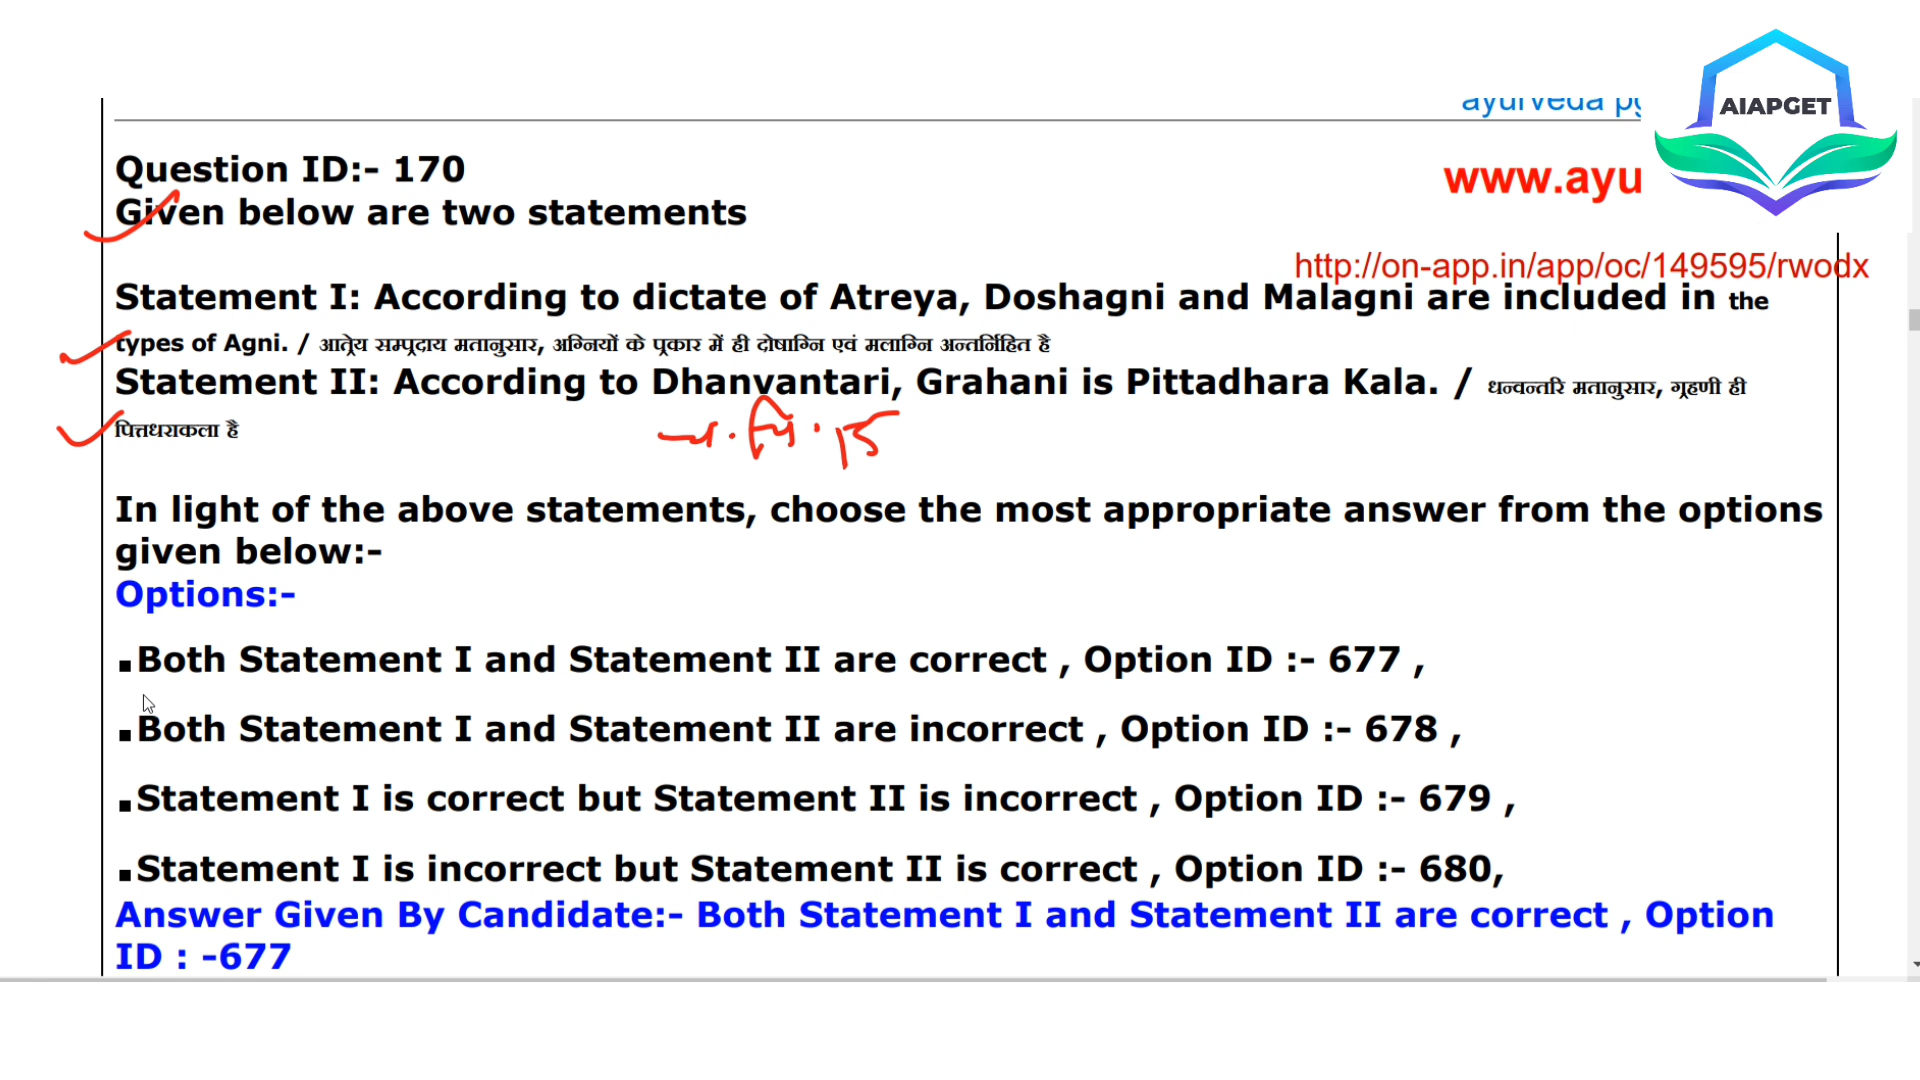 ayurveda pg
AIAPGET
Question ID:- 170
www.ayu
Given below are two statements
http://on-app.in/app/oc/149595/rwodx
Statement I: According to dictate of Atreya, Doshagni and Malagni are included in the
types of Agni. / आत्रेय सम्प्रदाय मतानुसार, अग्नियों के प्रकार में ही दोषाग्नि एवं मलाग्नि अन्तर्निहित है
Statement II: According to Dhanvantari, Grahani is Pittadhara Kala. / धन्वन्तरि मतानुसार, ग्रहणी ही
पित्तधराकला है
च. चि. 15
In light of the above statements, choose the most appropriate answer from the options
given below:-
Options:-
▪Both Statement I and Statement II are correct , Option ID :- 677 ,
▪Both Statement I and Statement II are incorrect , Option ID :- 678 ,
▪Statement I is correct but Statement II is incorrect , Option ID :- 679 ,
▪Statement I is incorrect but Statement II is correct , Option ID :- 680,
Answer Given By Candidate:- Both Statement I and Statement II are correct , Option
ID : -677